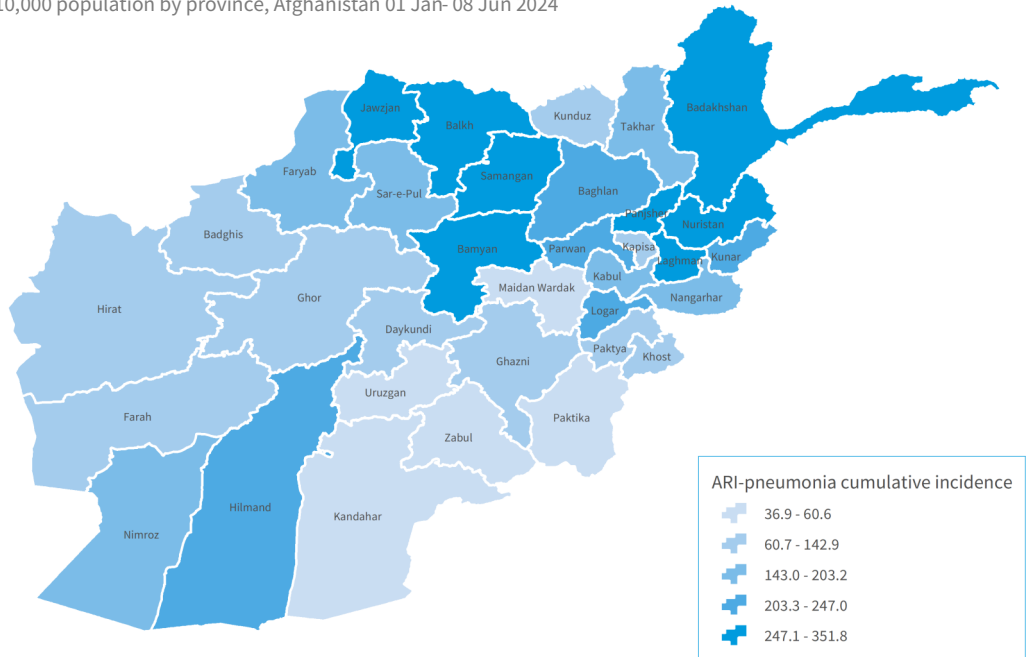 10,000 population by province, Afghanistan 01 Jan- 08 Jun 2024
Jawzjan
Balkh
Kunduz
Takhar
Badakhshan
Faryab
Sar-e-Pul
Samangan
Baghlan
Panjsher
Nuristan
Badghis
Bamyan
Parwan
Kapisa
Laghman
Kunar
Hirat
Ghor
Maidan Wardak
Kabul
Nangarhar
Logar
Daykundi
Ghazni
Paktya
Khost
Uruzgan
Farah
Zabul
Paktika
Hilmand
Kandahar
Nimroz
ARI-pneumonia cumulative incidence
36.9 - 60.6
60.7 - 142.9
143.0 - 203.2
203.3 - 247.0
247.1 - 351.8